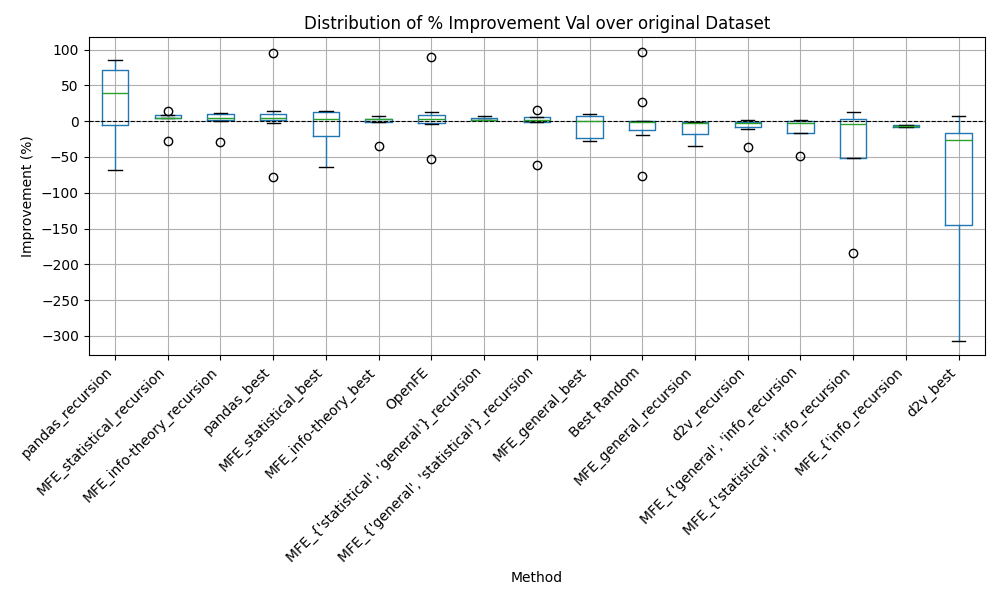 Distribution of % Improvement Val over original Dataset
Improvement (%)
100
50
0
−50
−100
−150
−200
−250
−300
pandas_recursion
MFE_statistical_recursion
MFE_info-theory_recursion
pandas_best
MFE_statistical_best
MFE_info-theory_best
OpenFE
MFE_{'statistical', 'general'}_recursion
MFE_{'general', 'statistical'}_recursion
MFE_general_best
Best Random
MFE_general_recursion
d2v_recursion
MFE_{'general', 'info_recursion
MFE_{'statistical', 'info_recursion
MFE_{'info_recursion
d2v_best
Method